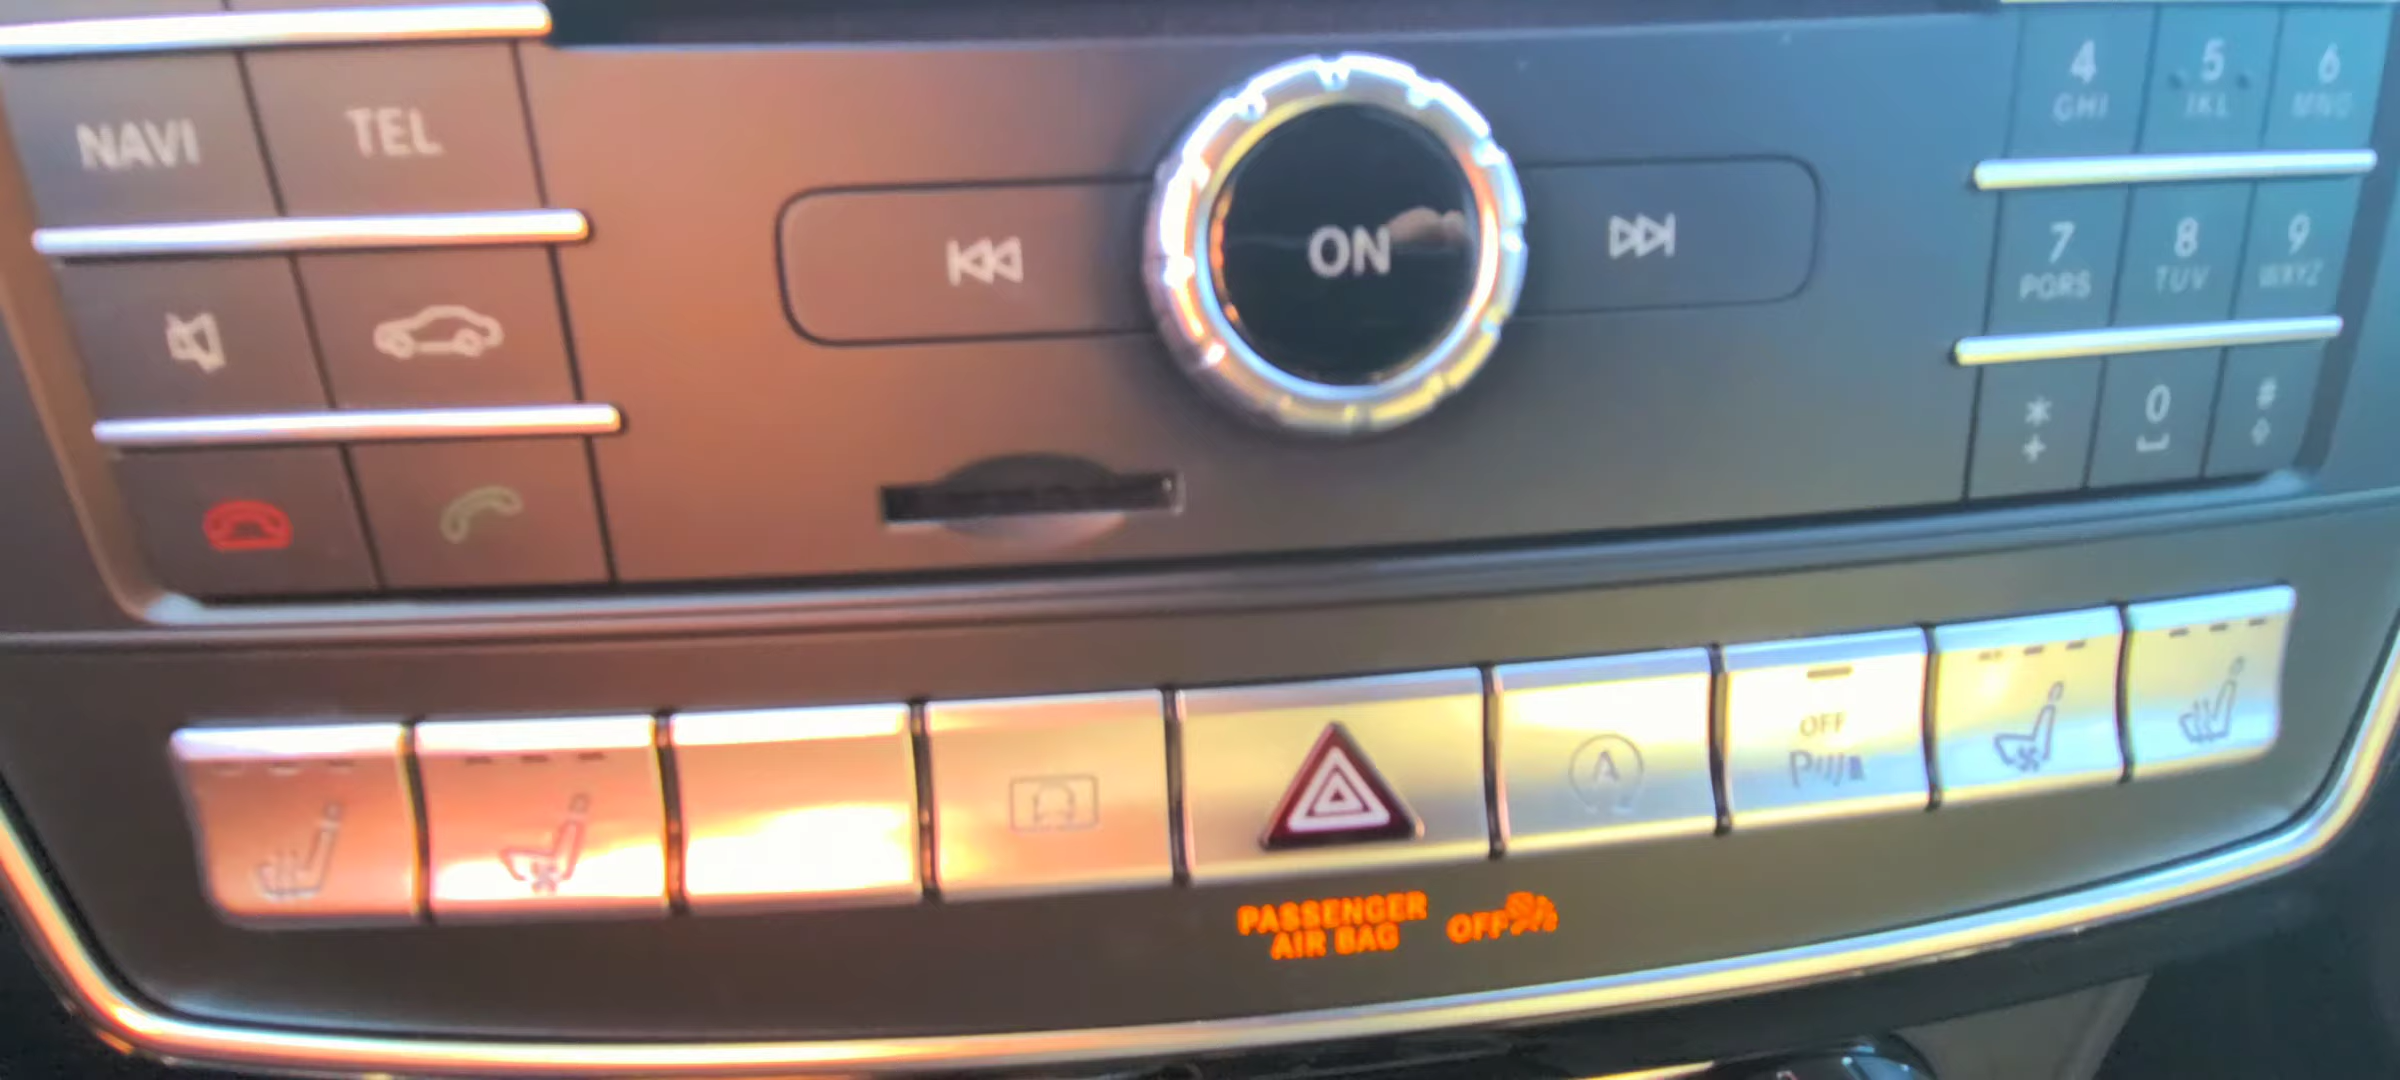 NAVI
TEL
ON
4
GHI
5
JKL
6
MNO
7
PQRS
8
TUV
9
WXYZ
*
+
0
#
A
OFF
P
PASSENGER
AIR BAG
OFF